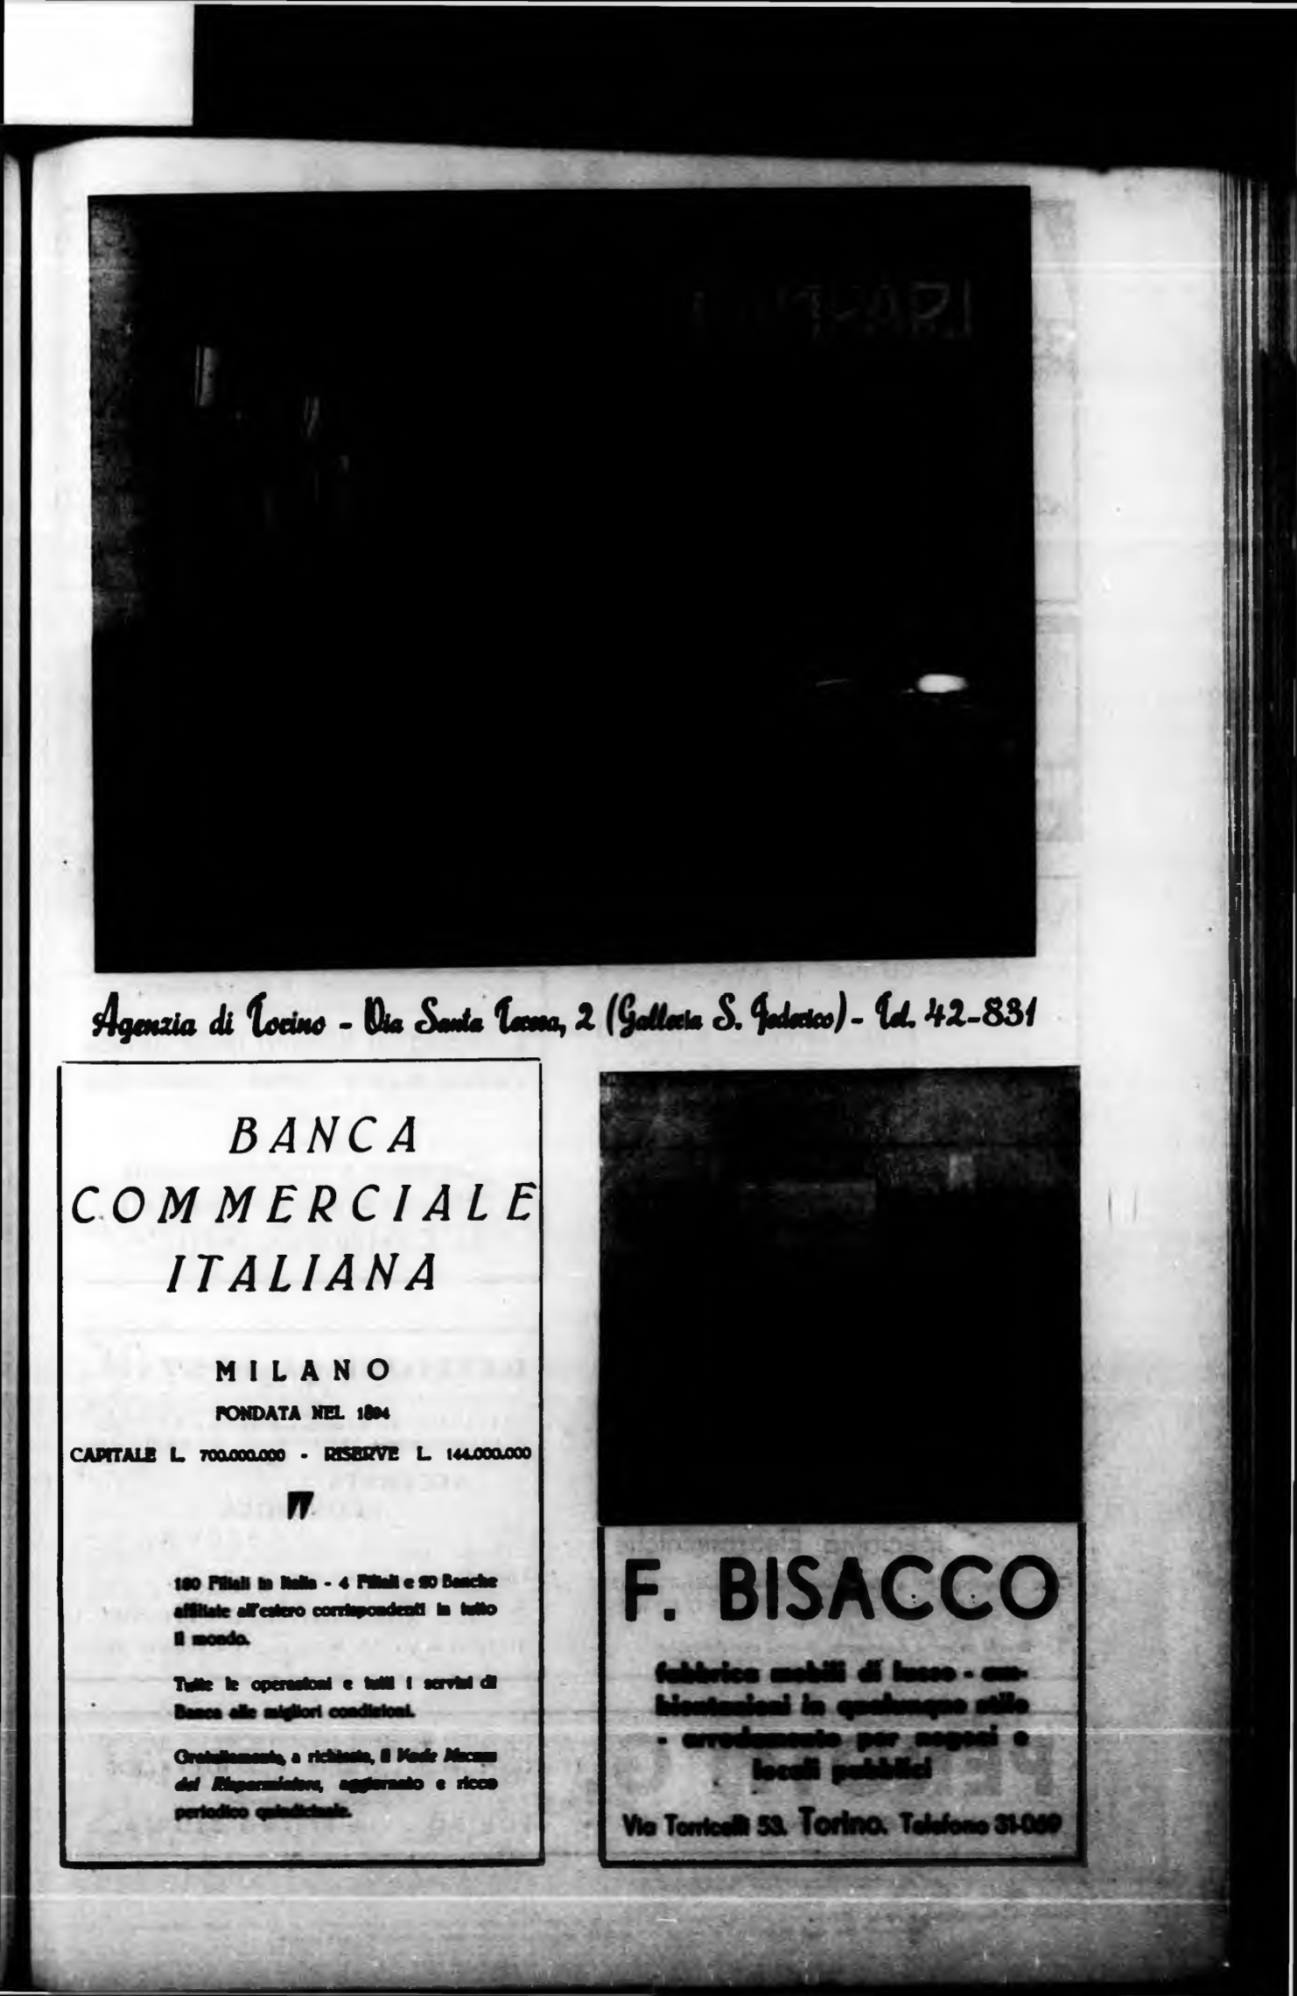 Agenzia di Torino - Via Santa Teresa, 2 (Galleria S. Federico) - Tel. 42-831
BANCA
COMMERCIALE
ITALIANA
MILANO
FONDATA NEL 1894
CAPITALE L. 700.000.000 - RISERVE L. 144.000.000
180 Filiali in Italia - 4 Filiali e 20 Banche
affiliate all'estero corrispondenti in tutto
il mondo.
Tutte le operazioni e tutti i servizi di
Banca alle migliori condizioni.
Gratuitamente, a richiesta, il Vade Mecum
del Risparmiatore, aggiornato e ricco
periodico quindicinale.
F. BISACCO
fabbrica mobili di lusso - am-
bientazioni in qualunque stile
- arredamento per negozi e
locali pubblici
Via Torricelli 53. Torino. Telefono 31-069